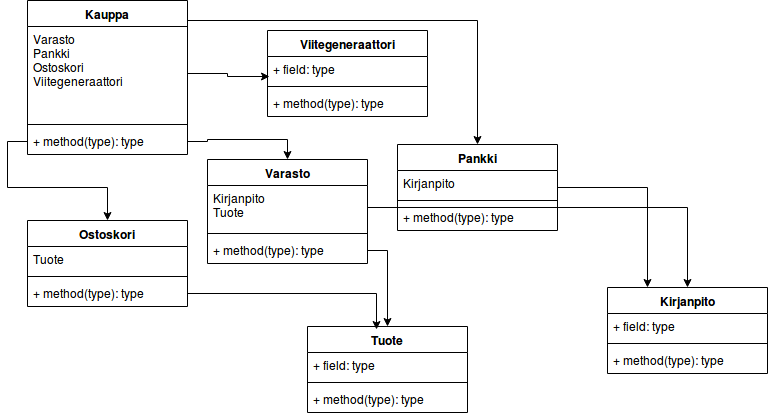 Kauppa
Varasto
Pankki
Ostoskori
Viitegeneraattori
+ method(type): type
Viitegeneraattori
+ field: type
+ method(type): type
Varasto
Kirjanpito
Tuote
+ method(type): type
Pankki
Kirjanpito
+ method(type): type
Ostoskori
Tuote
+ method(type): type
Kirjanpito
+ field: type
+ method(type): type
Tuote
+ field: type
+ method(type): type